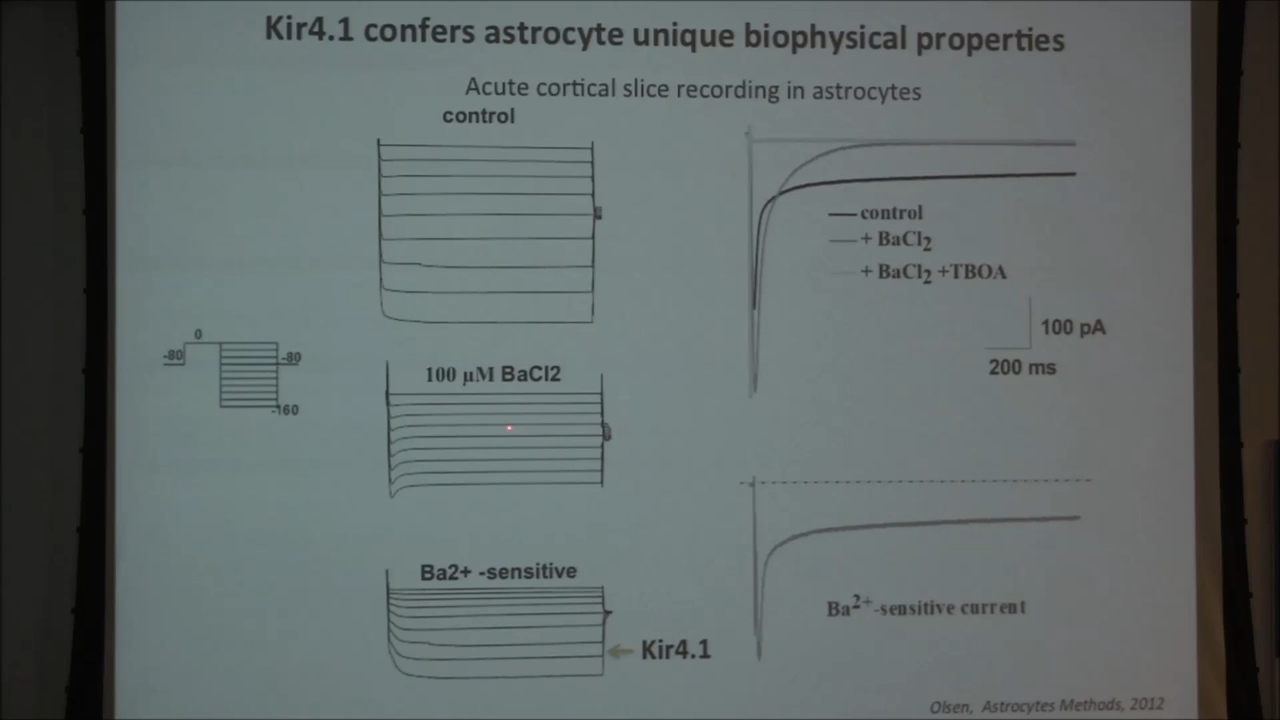 Kir4.1 confers astrocyte unique biophysical properties
Acute cortical slice recording in astrocytes
control
0
-80
-80
-160
100 µM BaCl2
Ba2+ -sensitive
Kir4.1
control
+ BaCl2
+ BaCl2 +TBOA
100 pA
200 ms
Ba2+-sensitive current
Olsen, Astrocytes Methods, 2012